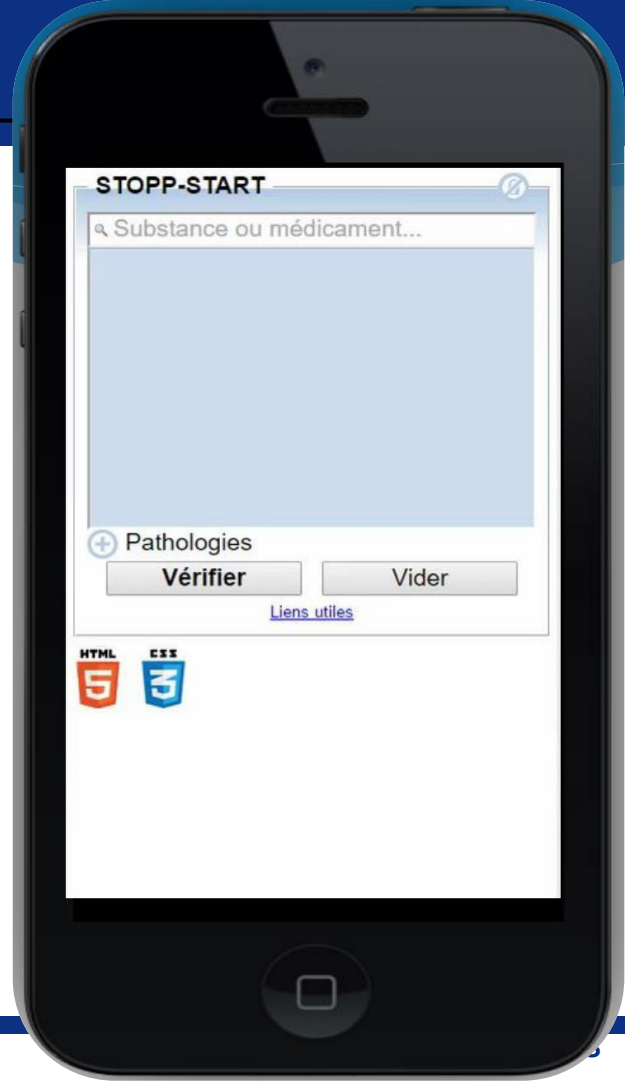 STOPP-START
Substance ou médicament...
Pathologies
Vérifier
Vider
Liens utiles
HTML
CSS
5
3